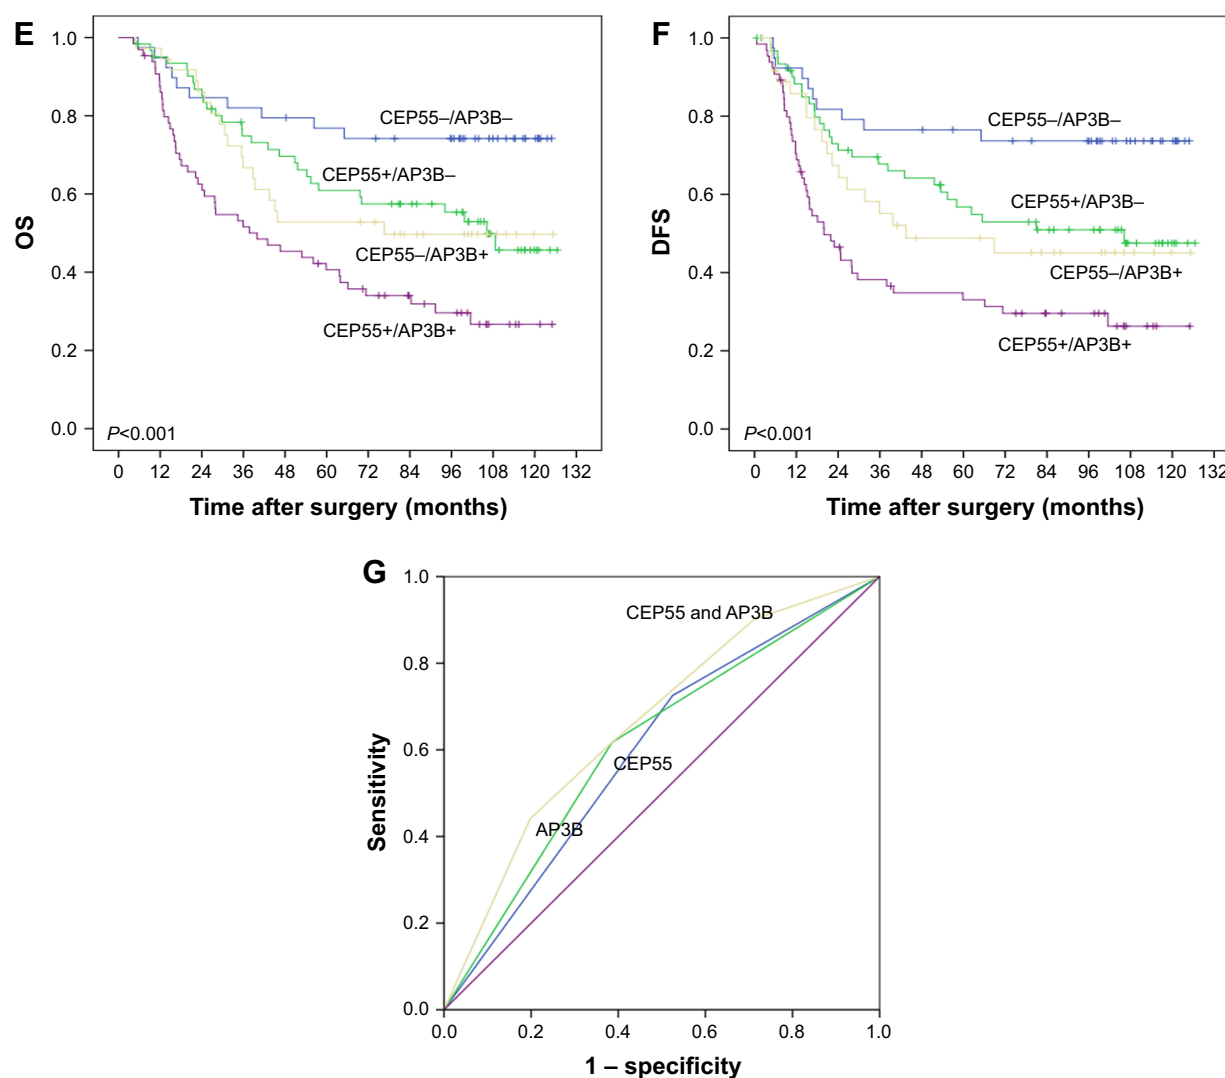 E
1.0
0.8
0.6
0.4
0.2
0.0
OS
CEP55–/AP3B–
CEP55+/AP3B–
CEP55–/AP3B+
CEP55+/AP3B+
P<0.001
0 12 24 36 48 60 72 84 96 108 120 132
Time after surgery (months)
F
1.0
0.8
0.6
0.4
0.2
0.0
DFS
CEP55–/AP3B–
CEP55+/AP3B–
CEP55–/AP3B+
CEP55+/AP3B+
P<0.001
0 12 24 36 48 60 72 84 96 108 120 132
Time after surgery (months)
G
1.0
0.8
0.6
0.4
0.2
0.0
Sensitivity
CEP55 and AP3B
CEP55
AP3B
0.0 0.2 0.4 0.6 0.8 1.0
1 – specificity